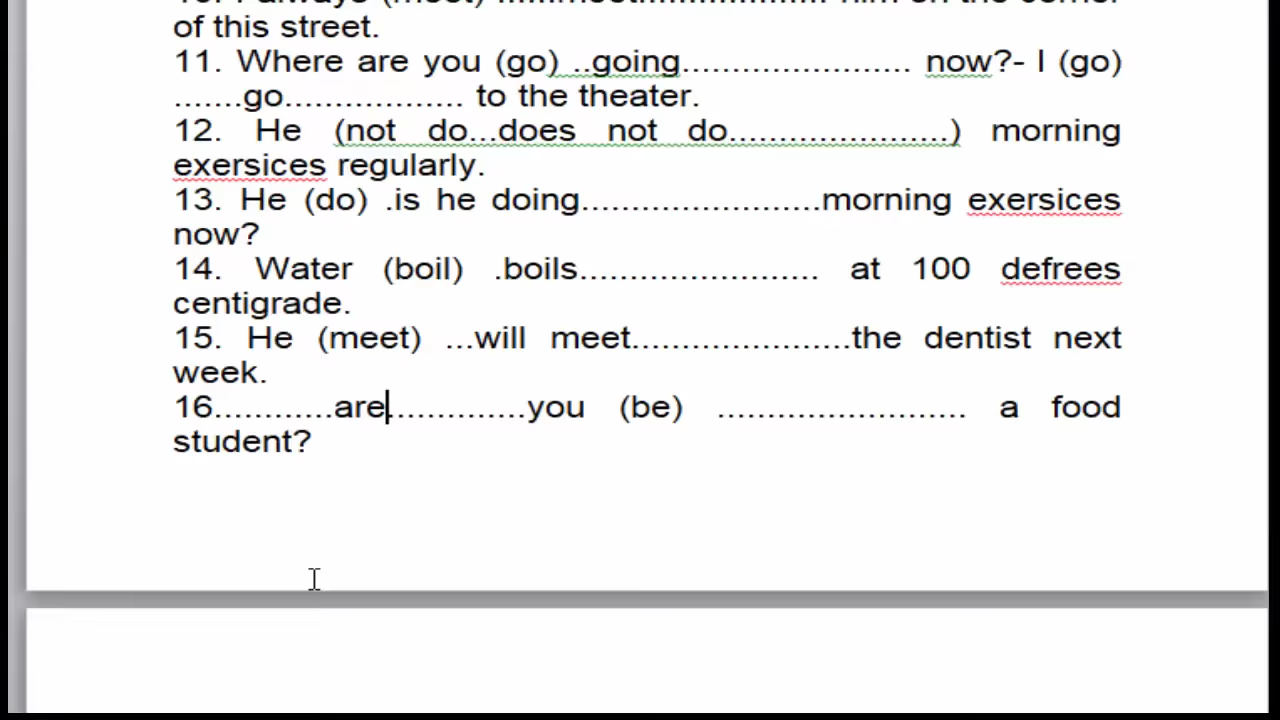 of this street.
11. Where are you (go) ..going....................... now?- I (go)
.......go.................. to the theater.
12. He (not do...does not do......................) morning
exersices regularly.
13. He (do) .is he doing........................morning exersices
now?
14. Water (boil) .boils........................ at 100 defrees
centigrade.
15. He (meet) ...will meet......................the dentist next
week.
16............are..............you (be) ......................... a food
student?